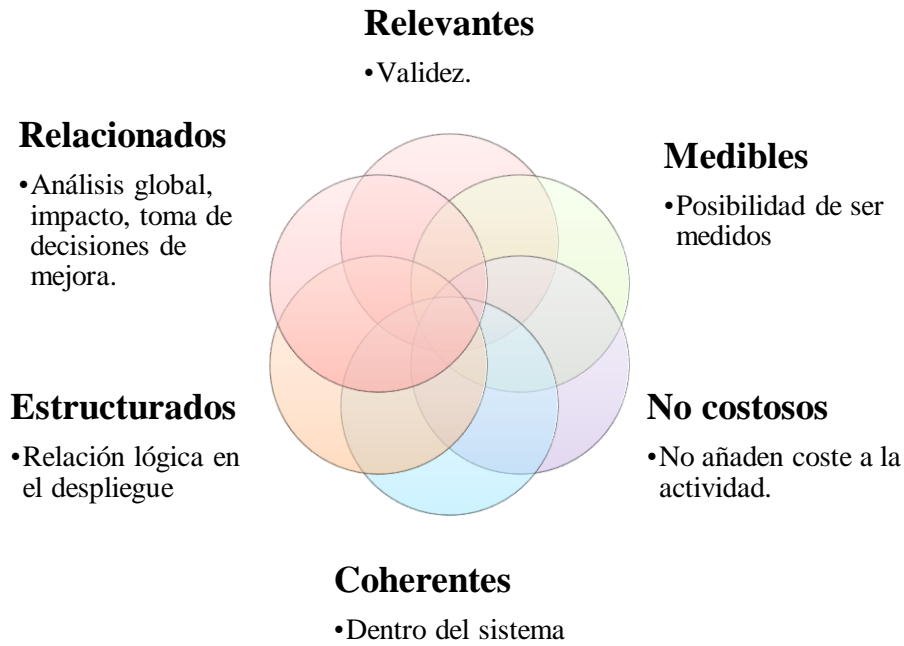 Relevantes
•Validez.
Relacionados
•Análisis global,
impacto, toma de
decisiones de
mejora.
Medibles
•Posibilidad de ser
medidos
Estructurados
•Relación lógica en
el despliegue
No costosos
•No añaden coste a la
actividad.
Coherentes
•Dentro del sistema